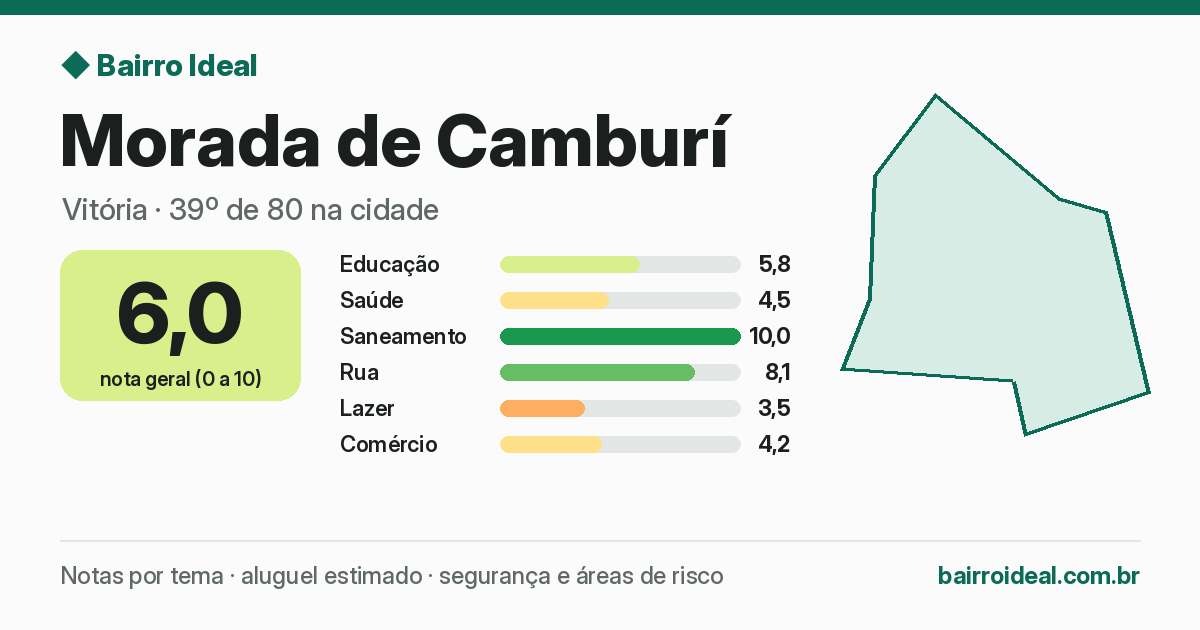 Bairro Ideal
Morada de Camburí
Vitória · 39º de 80 na cidade
6,0
nota geral (0 a 10)
Educação 5,8
Saúde 4,5
Saneamento 10,0
Rua 8,1
Lazer 3,5
Comércio 4,2
Notas por tema · aluguel estimado · segurança e áreas de risco
bairroideal.com.br